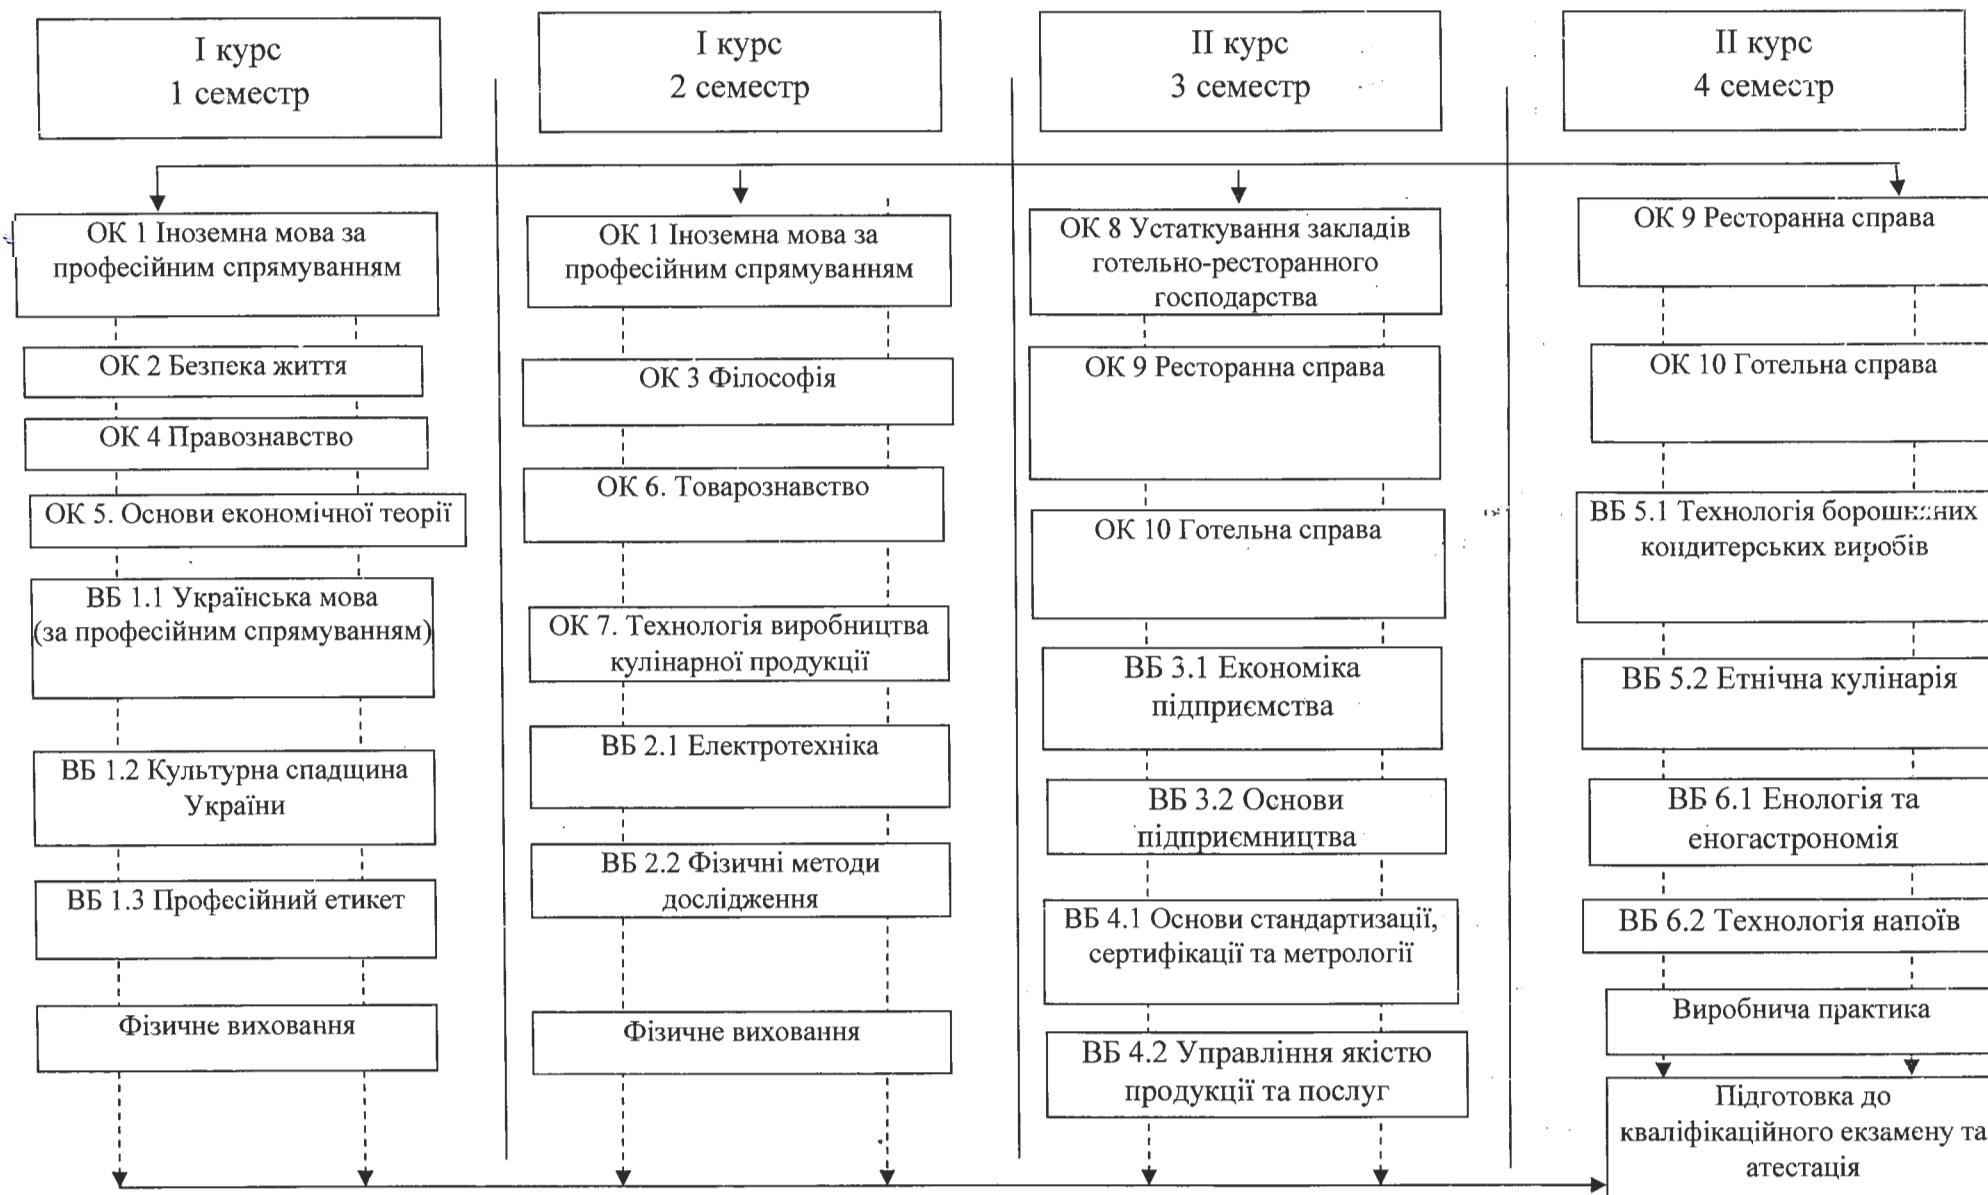 І курс
1 семестр
І курс
2 семестр
ІІ курс
3 семестр
ІІ курс
4 семестр
ОК 1 Іноземна мова за
професійним спрямуванням
ОК 2 Безпека життя
ОК 4 Правознавство
ОК 5. Основи економічної теорії
ВБ 1.1 Українська мова
(за професійним спрямуванням)
ВБ 1.2 Культурна спадщина
України
ВБ 1.3 Професійний етикет
Фізичне виховання
ОК 1 Іноземна мова за
професійним спрямуванням
ОК 3 Філософія
ОК 6. Товарознавство
ОК 7. Технологія виробництва
кулінарної продукції
ВБ 2.1 Електротехніка
ВБ 2.2 Фізичні методи
дослідження
Фізичне виховання
ОК 8 Устаткування закладів
готельно-ресторанного
господарства
ОК 9 Ресторанна справа
ОК 10 Готельна справа
ВБ 3.1 Економіка
підприємства
ВБ 3.2 Основи
підприємництва
ВБ 4.1 Основи стандартизації,
сертифікації та метрології
ВБ 4.2 Управління якістю
продукції та послуг
ОК 9 Ресторанна справа
ОК 10 Готельна справа
ВБ 5.1 Технологія борошняних
кондитерських виробів
ВБ 5.2 Етнічна кулінарія
ВБ 6.1 Енологія та
еногастрономія
ВБ 6.2 Технологія напоїв
Виробнича практика
Підготовка до
кваліфікаційного екзамену та
атестація